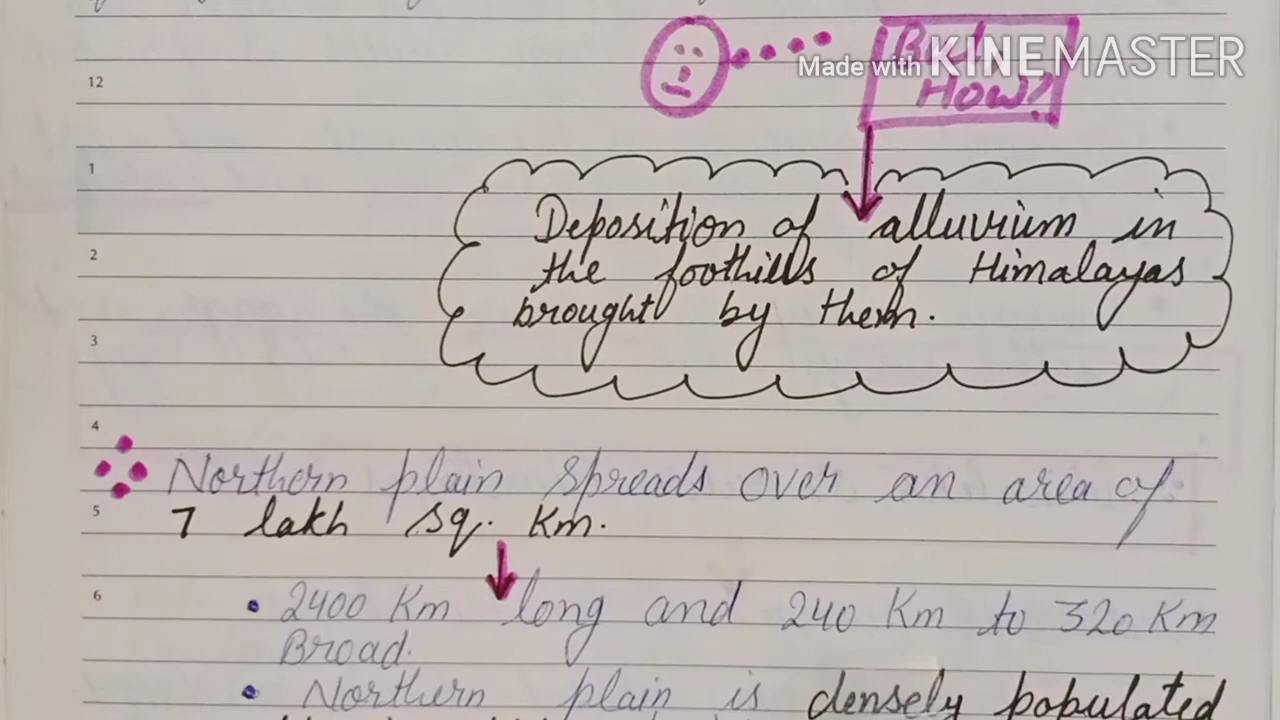 But
How?
Made with KINEMASTER
12
1
Deposition of alluvium in
2
the foothills of Himalayas
brought by them.
3
4
Northern plain spreads over an area of
5
7 lakh sq. Km.
6
2400 Km long and 240 Km to 320 Km
Broad.
Northern plain is densely populated